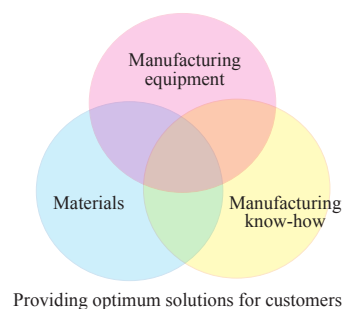 Manufacturing
equipment
Materials
Manufacturing
know-how
Providing optimum solutions for customers